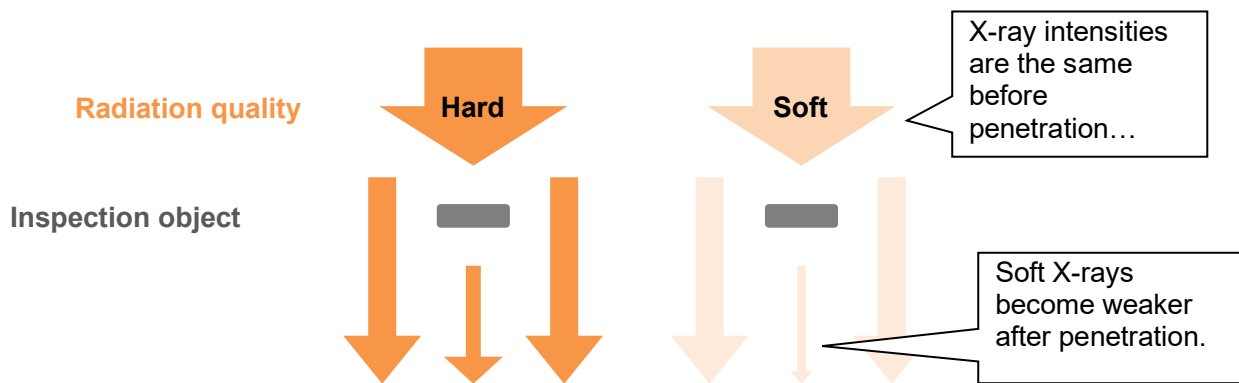 X-ray intensities
are the same
before
penetration…
Radiation quality
Hard
Soft
Inspection object
Soft X-rays
become weaker
after penetration.